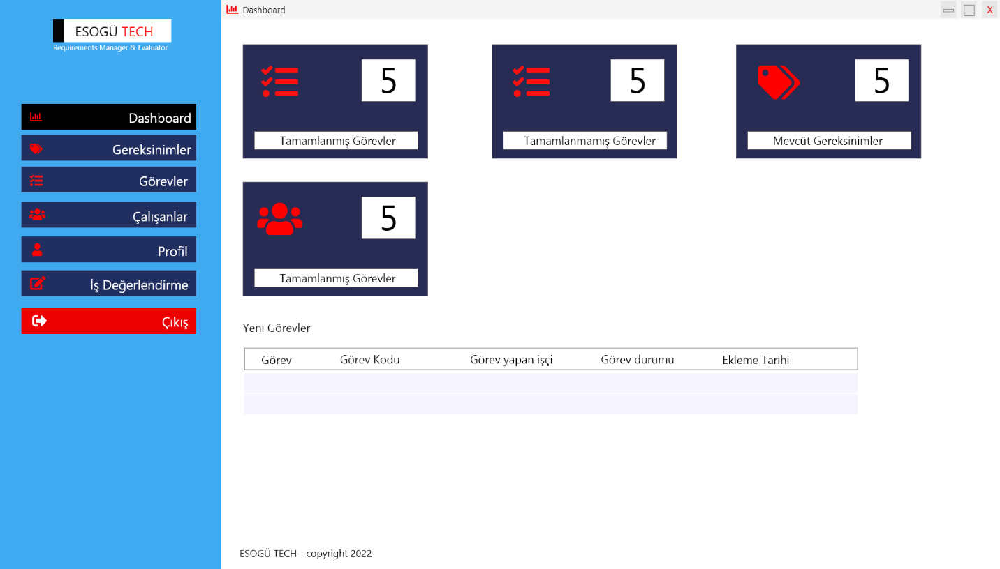 ESOGÜ TECH
Requirements Manager & Evaluator
Dashboard
Gereksinimler
Görevler
Çalışanlar
Profil
İş Değerlendirme
Çıkış
Dashboard
X
5
Tamamlanmış Görevler
5
Tamamlanmamış Görevler
5
Mevcüt Gereksinimler
5
Tamamlanmış Görevler
Yeni Görevler
Görev Görev Kodu Görev yapan işçi Görev durumu Ekleme Tarihi
ESOGÜ TECH - copyright 2022